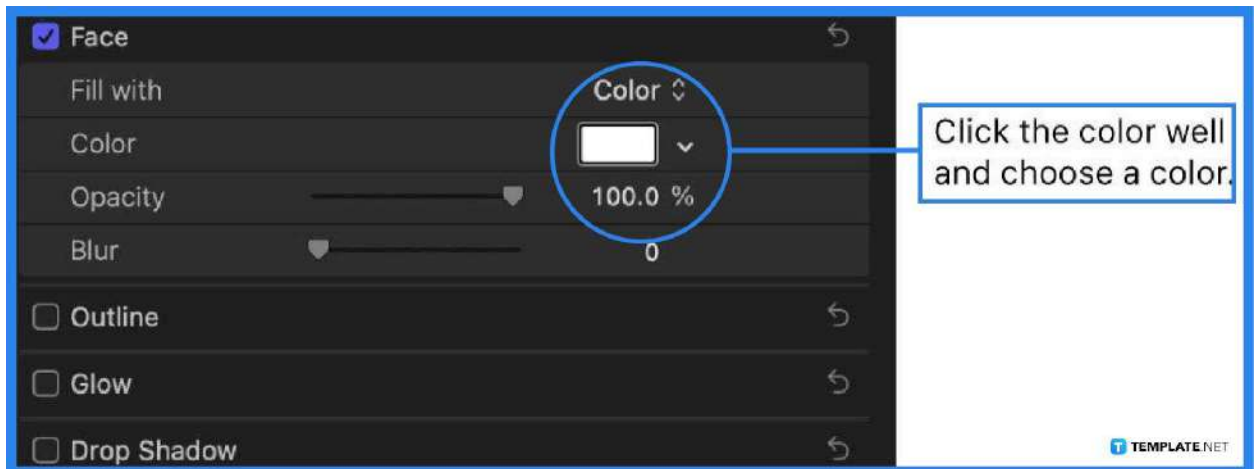 Face
Fill with Color
Color
Opacity 100.0 %
Blur 0
Outline
Glow
Drop Shadow
Click the color well
and choose a color.
T TEMPLATE.NET